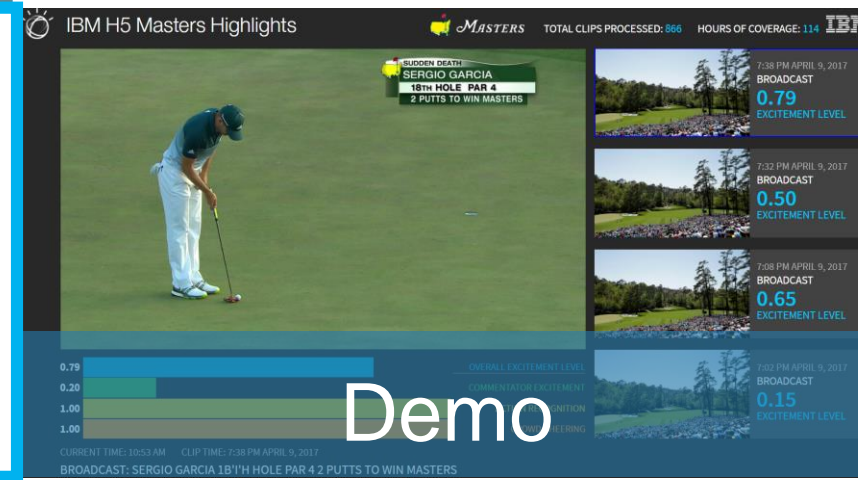 IBM H5 Masters Highlights
MASTERS
TOTAL CLIPS PROCESSED: 866
HOURS OF COVERAGE: 114
IBM
SUDDEN DEATH
SERGIO GARCIA
18TH HOLE PAR 4
2 PUTTS TO WIN MASTERS
7:38 PM APRIL 9, 2017
BROADCAST
0.79
EXCITEMENT LEVEL
7:32 PM APRIL 9, 2017
BROADCAST
0.50
EXCITEMENT LEVEL
7:08 PM APRIL 9, 2017
BROADCAST
0.65
EXCITEMENT LEVEL
7:02 PM APRIL 9, 2017
BROADCAST
0.15
EXCITEMENT LEVEL
0.79 OVERALL EXCITEMENT LEVEL
0.20 COMMENTATOR EXCITEMENT
1.00 RECOGNITION
1.00 CHEERING
Demo
CURRENT TIME: 10:53 AM CLIP TIME: 7:38 PM APRIL 9, 2017
BROADCAST: SERGIO GARCIA 1B'I'H HOLE PAR 4 2 PUTTS TO WIN MASTERS